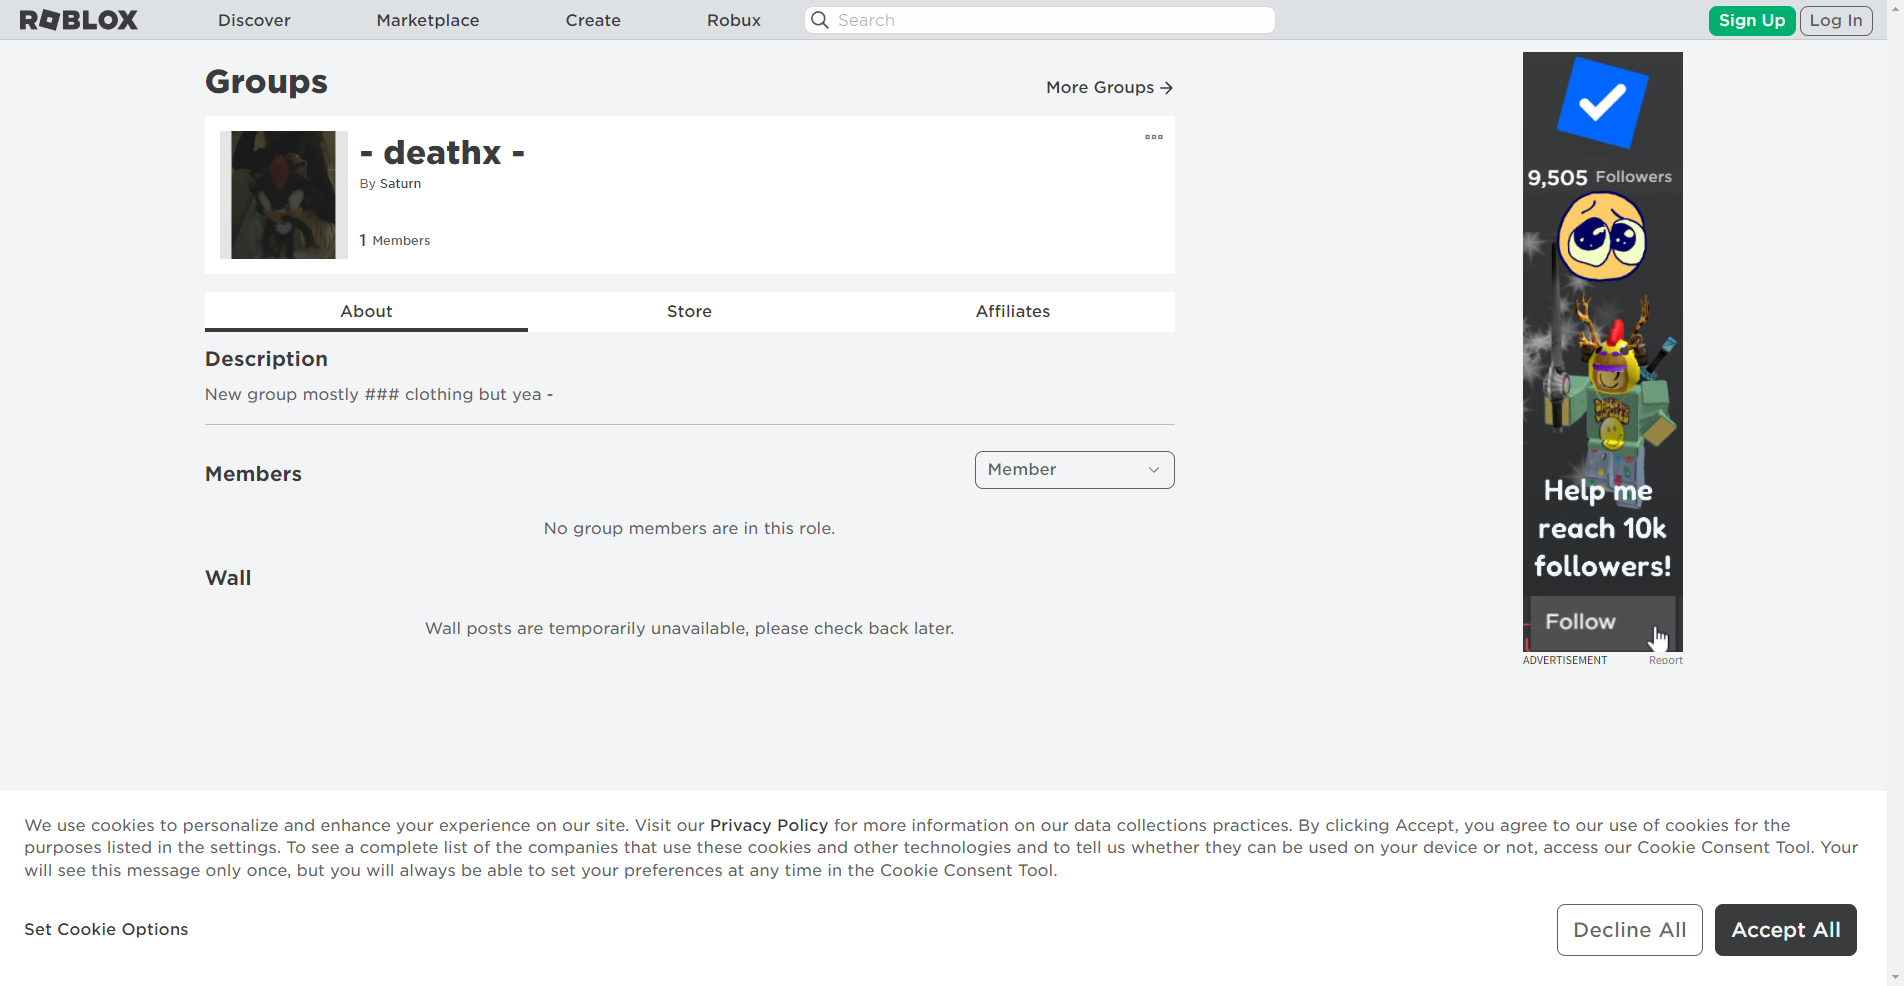 ROBLOX
Discover
Marketplace
Create
Robux
Search
Sign Up
Log In
Groups
More Groups
- deathx -
By Saturn
1 Members
About
Store
Affiliates
Description
New group mostly ### clothing but yea -
Members
Member
No group members are in this role.
Wall
Wall posts are temporarily unavailable, please check back later.
9,505 Followers
Help me
reach 10k
followers!
Follow
ADVERTISEMENT
Report
We use cookies to personalize and enhance your experience on our site. Visit our Privacy Policy for more information on our data collections practices. By clicking Accept, you agree to our use of cookies for the
purposes listed in the settings. To see a complete list of the companies that use these cookies and other technologies and to tell us whether they can be used on your device or not, access our Cookie Consent Tool. Your
will see this message only once, but you will always be able to set your preferences at any time in the Cookie Consent Tool.
Set Cookie Options
Decline All
Accept All